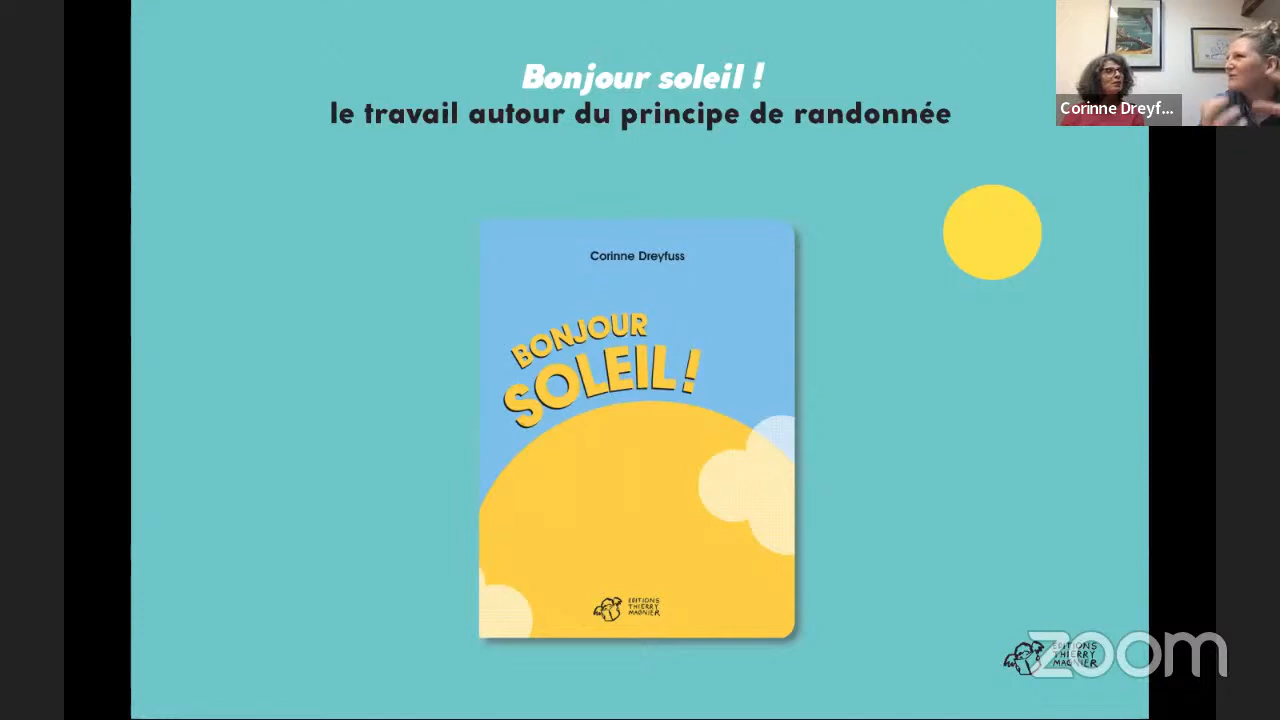 Bonjour soleil !
le travail autour du principe de randonnée
Corinne Dreyf...
Corinne Dreyfuss
BONJOUR
SOLEIL !
EDITIONS
THIERRY
MAGNIER
EDITIONS
THIERRY
MAGNIER
zoom